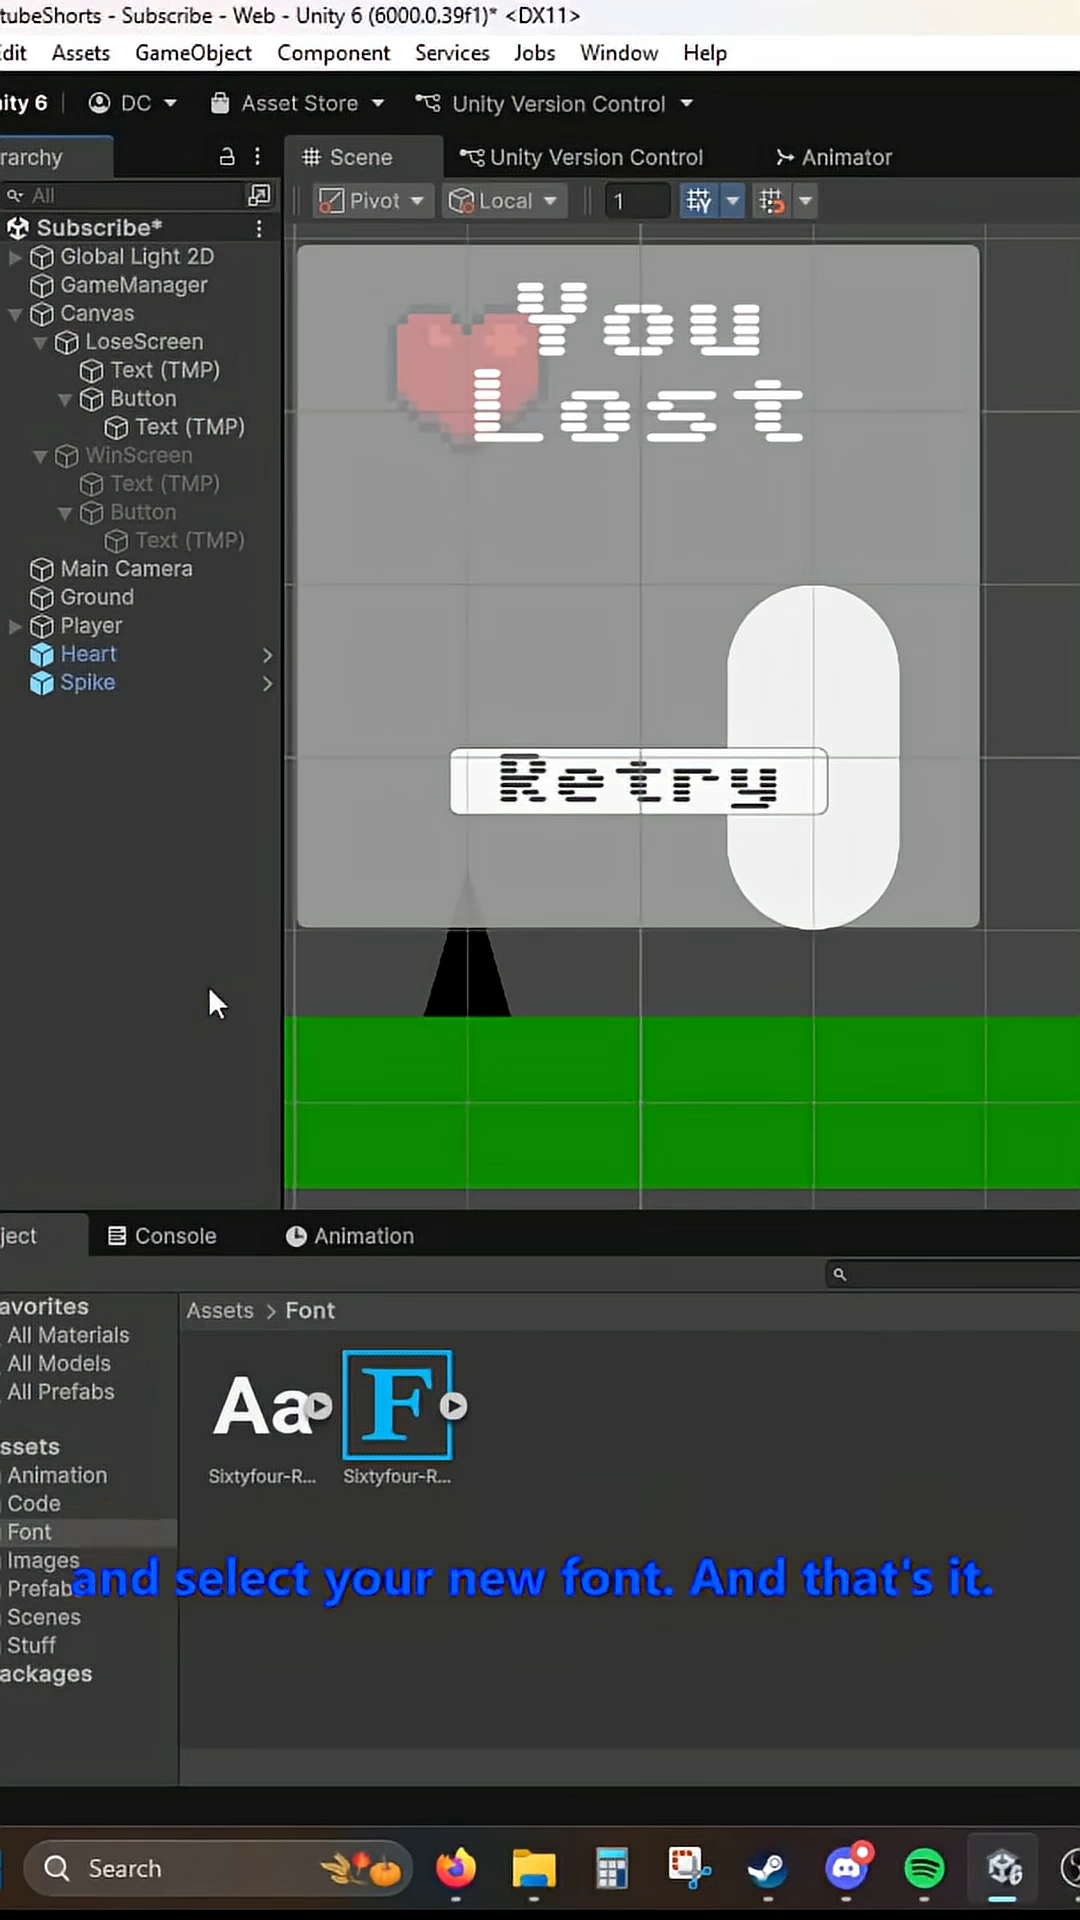 tubeShorts - Subscribe - Web - Unity 6 (6000.0.39f1)* <DX11>
Edit Assets GameObject Component Services Jobs Window Help
nity 6 DC Asset Store Unity Version Control
rarchy Scene Unity Version Control Animator
All Pivot Local 1
Subscribe*
Global Light 2D
GameManager
Canvas
LoseScreen
Text (TMP)
Button
Text (TMP)
WinScreen
Text (TMP)
Button
Text (TMP)
Main Camera
Ground
Player
Heart
Spike
You
Lost
Retry
ject Console Animation
avorites
All Materials
All Models
All Prefabs
ssets
Animation
Code
Font
Images
Prefab
Scenes
Stuff
ackages
Assets > Font
Aa F
Sixtyfour-R... Sixtyfour-R...
and select your new font. And that's it.
Search